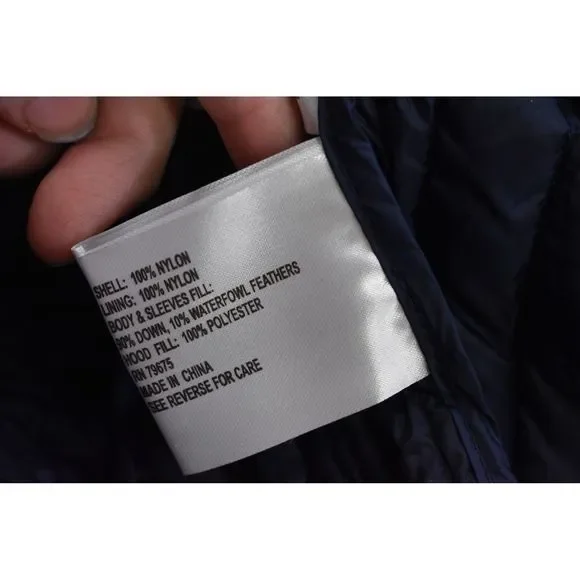 SHELL: 100% NYLON
LINING: 100% NYLON
BODY & SLEEVES FILL:
90% DOWN, 10% WATERFOWL FEATHERS
HOOD FILL: 100% POLYESTER
RN 79675
MADE IN CHINA
SEE REVERSE FOR CARE